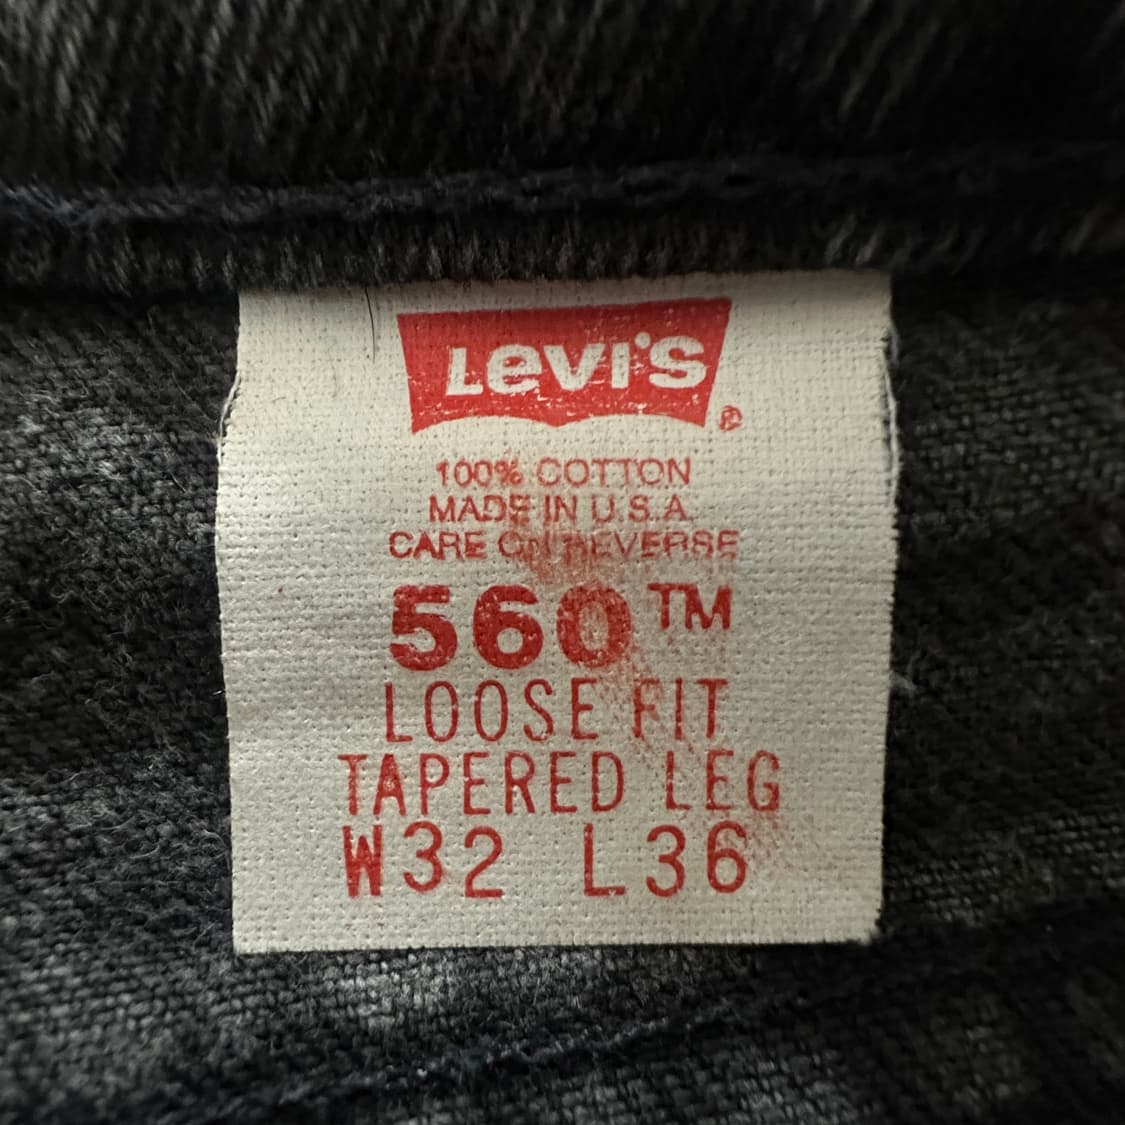 Levi's ®
100% COTTON
MADE IN U.S.A.
CARE ON REVERSE
560™
LOOSE FIT
TAPERED LEG
W32 L36